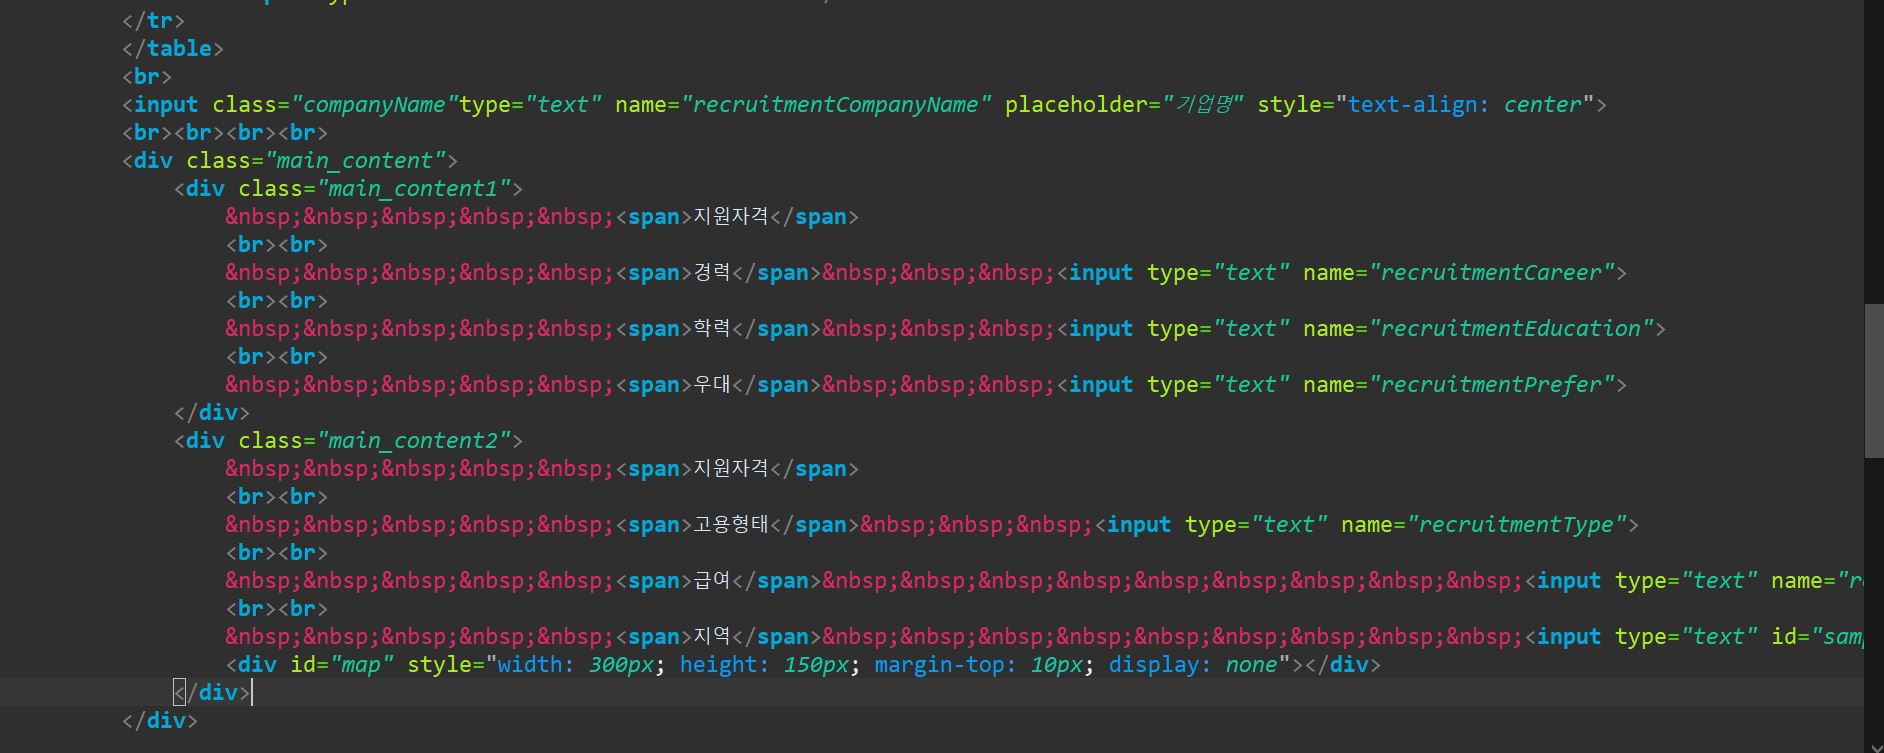 </tr>
</table>
<br>
<input class="companyName"type="text" name="recruitmentCompanyName" placeholder="기업명" style="text-align: center">
<br><br><br><br>
<div class="main_content">
<div class="main_content1">
&nbsp;&nbsp;&nbsp;&nbsp;&nbsp;<span>지원자격</span>
<br><br>
&nbsp;&nbsp;&nbsp;&nbsp;&nbsp;<span>경력</span>&nbsp;&nbsp;&nbsp;<input type="text" name="recruitmentCareer">
<br><br>
&nbsp;&nbsp;&nbsp;&nbsp;&nbsp;<span>학력</span>&nbsp;&nbsp;&nbsp;<input type="text" name="recruitmentEducation">
<br><br>
&nbsp;&nbsp;&nbsp;&nbsp;&nbsp;<span>우대</span>&nbsp;&nbsp;&nbsp;<input type="text" name="recruitmentPrefer">
</div>
<div class="main_content2">
&nbsp;&nbsp;&nbsp;&nbsp;&nbsp;<span>지원자격</span>
<br><br>
&nbsp;&nbsp;&nbsp;&nbsp;&nbsp;<span>고용형태</span>&nbsp;&nbsp;&nbsp;<input type="text" name="recruitmentType">
<br><br>
&nbsp;&nbsp;&nbsp;&nbsp;&nbsp;<span>급여</span>&nbsp;&nbsp;&nbsp;&nbsp;&nbsp;&nbsp;&nbsp;&nbsp;&nbsp;<input type="text" name="r
<br><br>
&nbsp;&nbsp;&nbsp;&nbsp;&nbsp;<span>지역</span>&nbsp;&nbsp;&nbsp;&nbsp;&nbsp;&nbsp;&nbsp;&nbsp;&nbsp;<input type="text" id="sam
<div id="map" style="width: 300px; height: 150px; margin-top: 10px; display: none"></div>
</div>
</div>